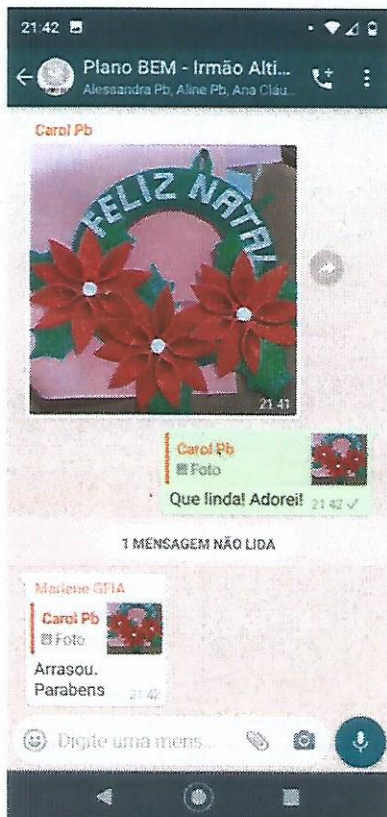 21:42
Plano BEM - Irmão Alti...
Alessandra Pb, Aline Pb, Ana Cláu...
Carol Pb
FELIZ NATAL
21:41
Carol Pb
Foto
Que linda! Adorei! 21:42
1 MENSAGEM NÃO LIDA
Marlene GFIA
Carol Pb
Foto
Arrasou.
Parabens 21:42
Digite uma mens...